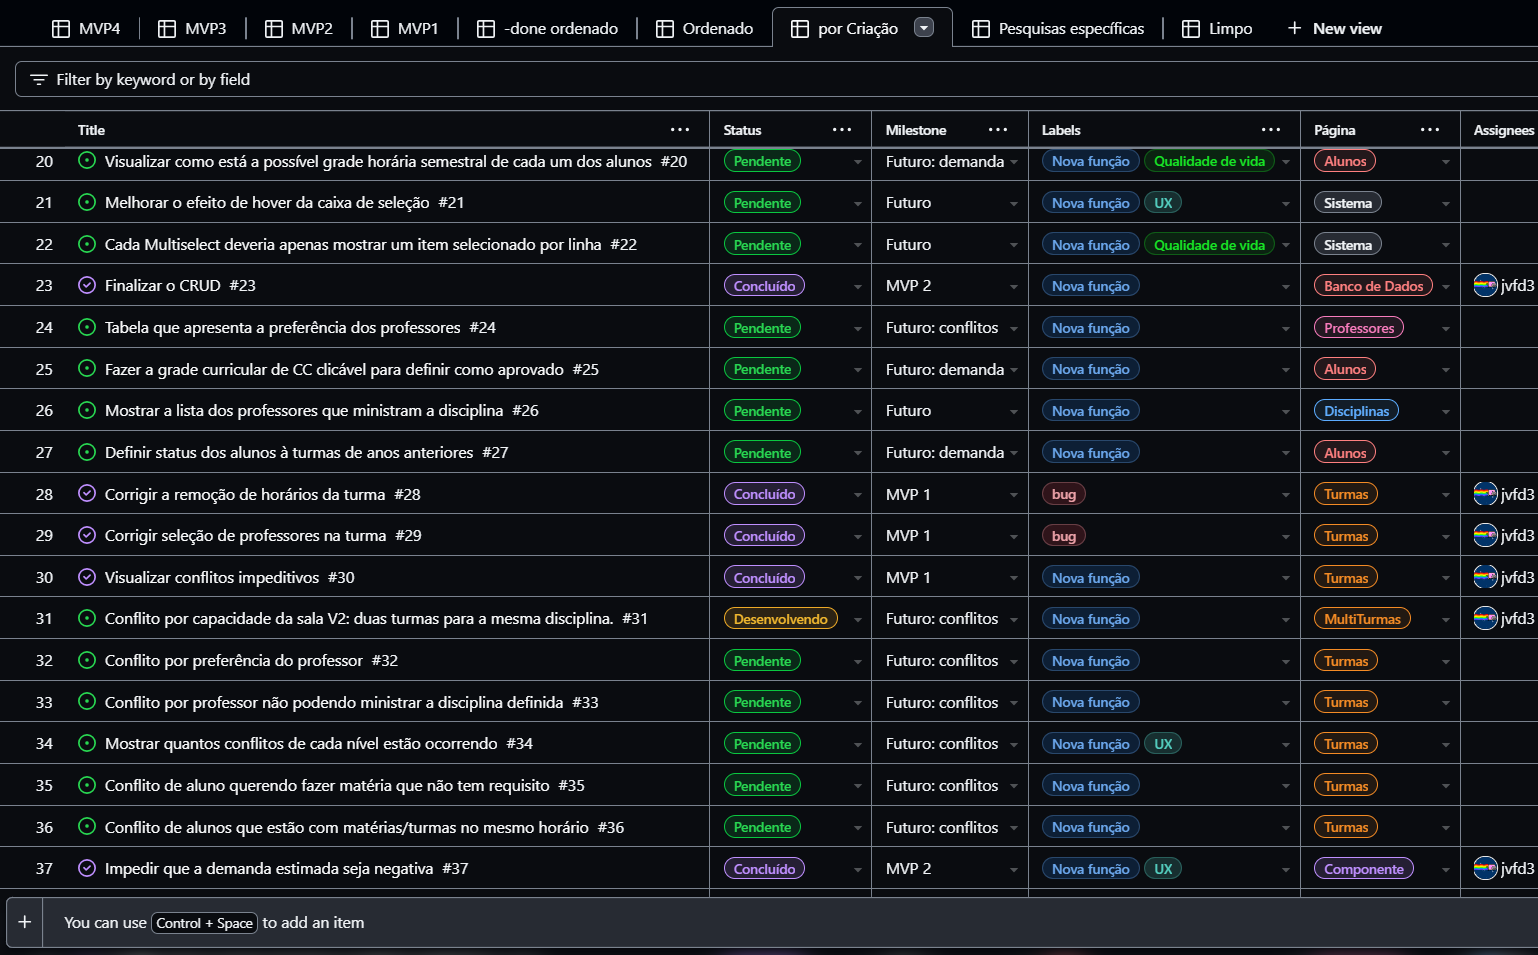 MVP4 MVP3 MVP2 MVP1 -done ordenado Ordenado por Criação Pesquisas específicas Limpo + New view
Filter by keyword or by field
Title ... Status ... Milestone ... Labels ... Página ... Assignees
20 Visualizar como está a possível grade horária semestral de cada um dos alunos #20 Pendente Futuro: demanda Nova função Qualidade de vida Alunos
21 Melhorar o efeito de hover da caixa de seleção #21 Pendente Futuro Nova função UX Sistema
22 Cada Multiselect deveria apenas mostrar um item selecionado por linha #22 Pendente Futuro Nova função Qualidade de vida Sistema
23 Finalizar o CRUD #23 Concluído MVP 2 Nova função Banco de Dados jvfd3
24 Tabela que apresenta a preferência dos professores #24 Pendente Futuro: conflitos Nova função Professores
25 Fazer a grade curricular de CC clicável para definir como aprovado #25 Pendente Futuro: demanda Nova função Alunos
26 Mostrar a lista dos professores que ministram a disciplina #26 Pendente Futuro Nova função Disciplinas
27 Definir status dos alunos à turmas de anos anteriores #27 Pendente Futuro: demanda Nova função Alunos
28 Corrigir a remoção de horários da turma #28 Concluído MVP 1 bug Turmas jvfd3
29 Corrigir seleção de professores na turma #29 Concluído MVP 1 bug Turmas jvfd3
30 Visualizar conflitos impeditivos #30 Concluído MVP 1 Nova função Turmas jvfd3
31 Conflito por capacidade da sala V2: duas turmas para a mesma disciplina. #31 Desenvolvendo Futuro: conflitos Nova função MultiTurmas jvfd3
32 Conflito por preferência do professor #32 Pendente Futuro: conflitos Nova função Turmas
33 Conflito por professor não podendo ministrar a disciplina definida #33 Pendente Futuro: conflitos Nova função Turmas
34 Mostrar quantos conflitos de cada nível estão ocorrendo #34 Pendente Futuro: conflitos Nova função UX Turmas
35 Conflito de aluno querendo fazer matéria que não tem requisito #35 Pendente Futuro: conflitos Nova função Turmas
36 Conflito de alunos que estão com matérias/turmas no mesmo horário #36 Pendente Futuro: conflitos Nova função Turmas
37 Impedir que a demanda estimada seja negativa #37 Concluído MVP 2 Nova função UX Componente jvfd3
+ You can use Control + Space to add an item